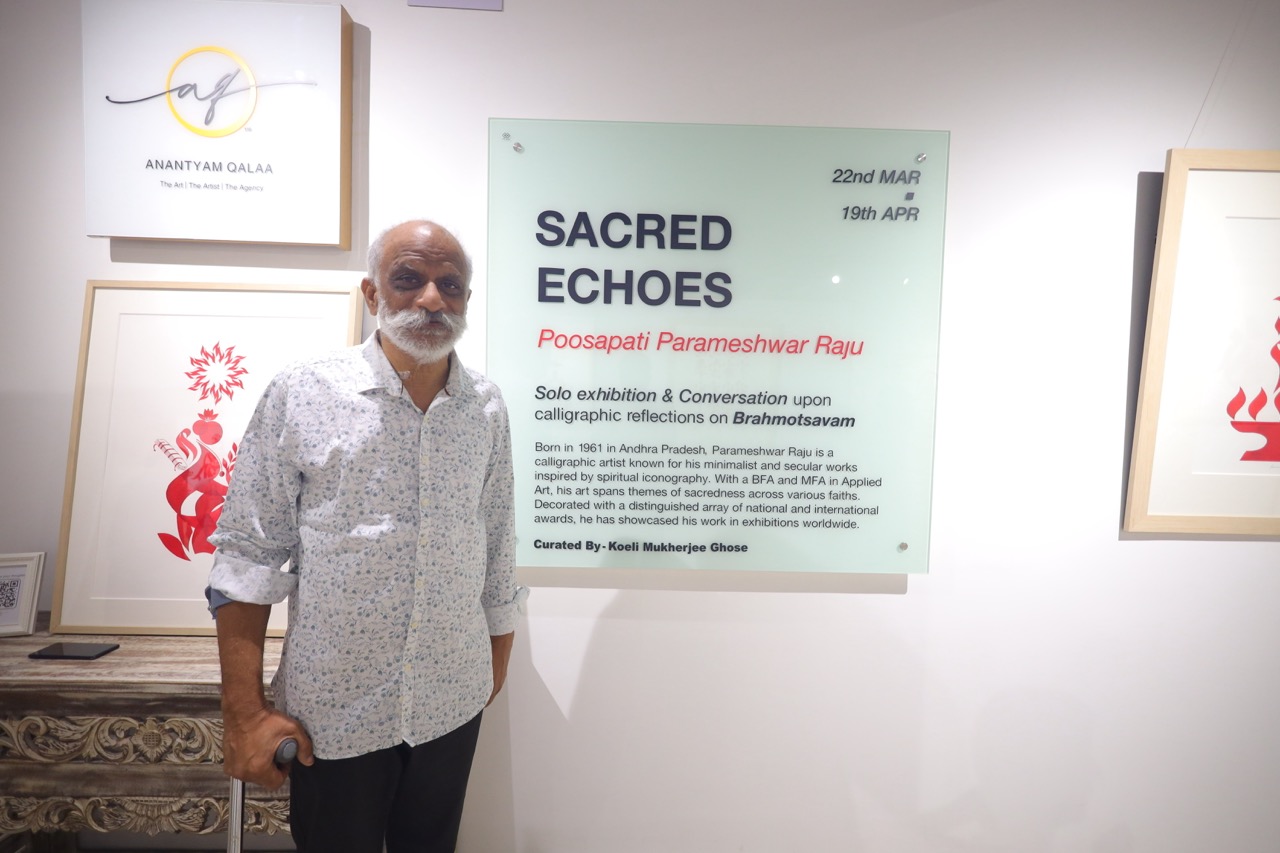 aq
ANANTYAM QALAA
The Art | The Artist | The Agency
22nd MAR
19th APR
SACRED
ECHOES
Poosapati Parameshwar Raju
Solo exhibition & Conversation upon
calligraphic reflections on Brahmotsavam
Born in 1961 in Andhra Pradesh, Parameshwar Raju is a
calligraphic artist known for his minimalist and secular works
inspired by spiritual iconography. With a BFA and MFA in Applied
Art, his art spans themes of sacredness across various faiths.
Decorated with a distinguished array of national and international
awards, he has showcased his work in exhibitions worldwide.
Curated By - Koeli Mukherjee Ghose